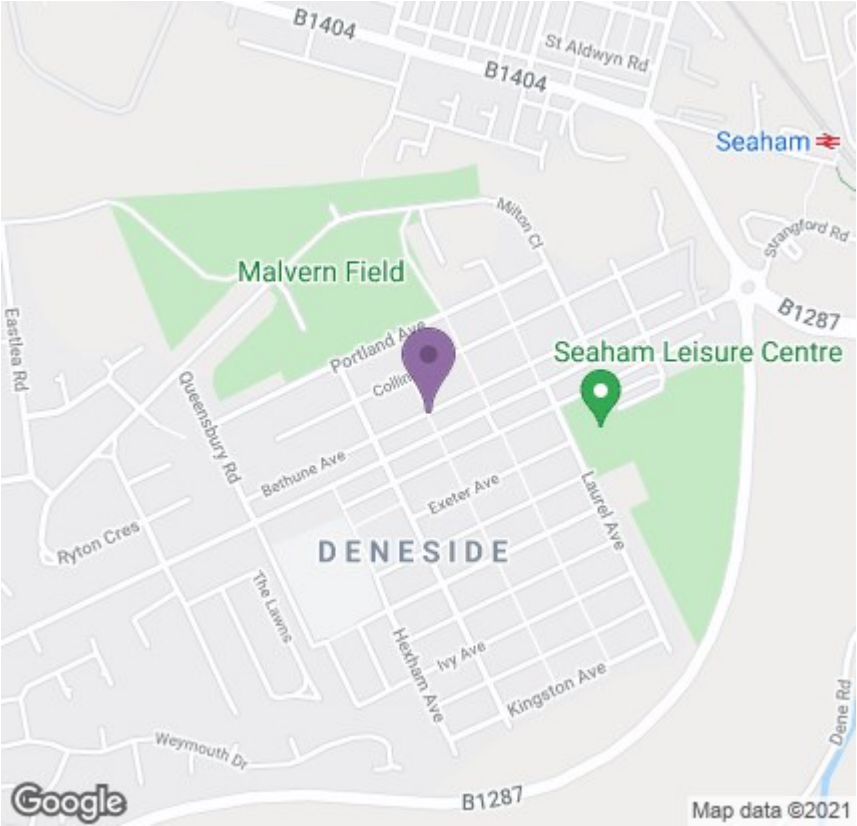 B1404
St Aldwyn Rd
B1404
Seaham
Milton Cl
Strangford Rd
Malvern Field
B1287
Eastlea Rd
Portland Ave
Seaham Leisure Centre
Collin
Queensbury Rd
Bethune Ave
Laurel Ave
Exeter Ave
Ryton Cres
DENESIDE
The Lawns
Hexham Ave
Ivy Ave
Kingston Ave
Dene Rd
Weymouth Dr
B1287
Google
Map data ©2021